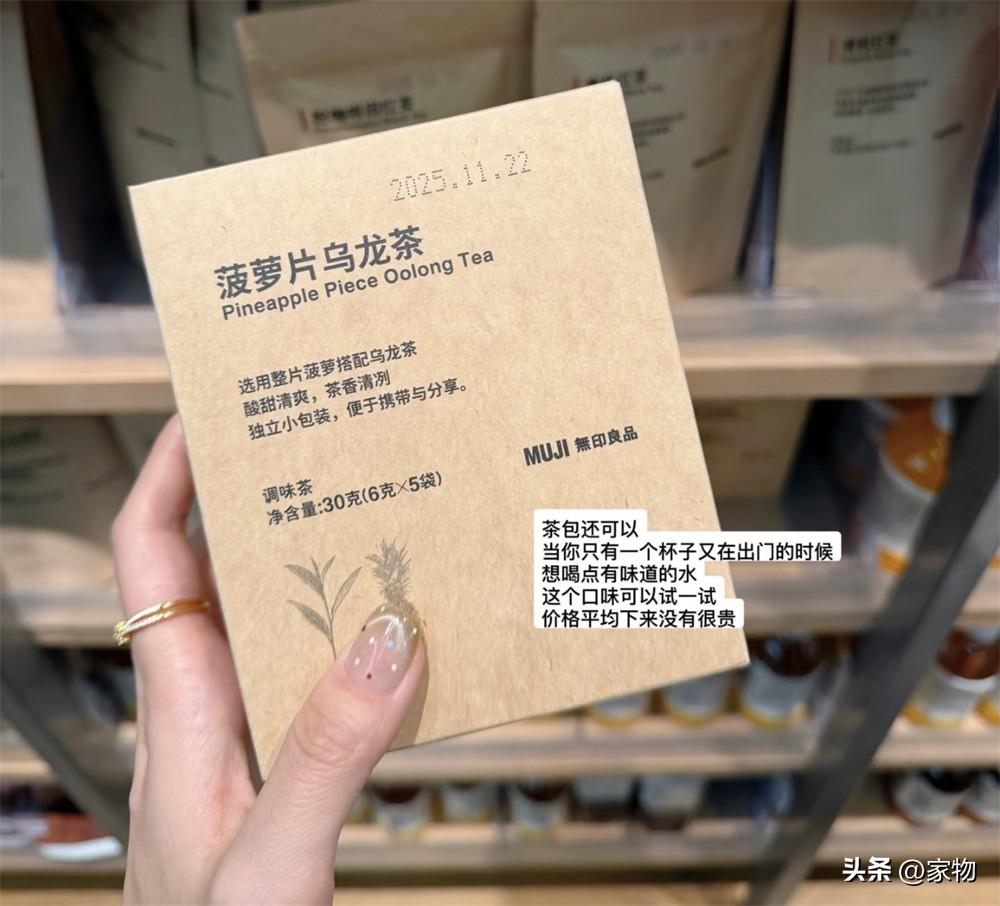 2025.11.22
菠萝片乌龙茶
Pineapple Piece Oolong Tea
选用整片菠萝搭配乌龙茶
酸甜清爽，茶香清冽
独立小包装，便于携带与分享。
MUJI 無印良品
调味茶
净含量:30克(6克×5袋)
茶包还可以
当你只有一个杯子又在出门的时候
想喝点有味道的水
这个口味可以试一试
价格平均下来没有很贵
头条 @家物